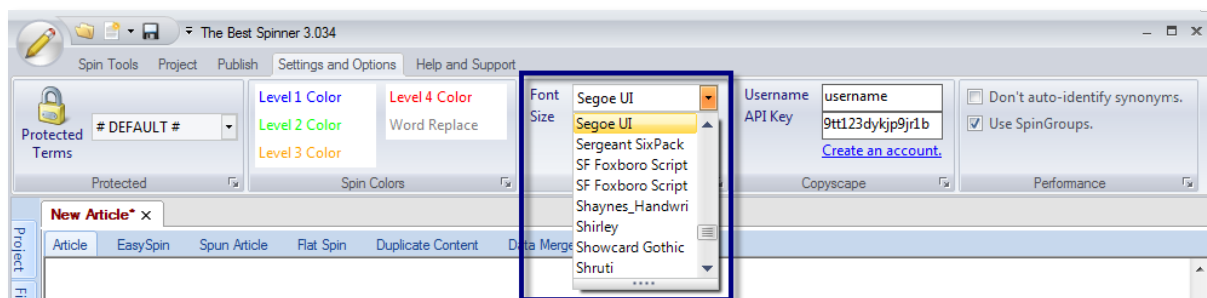 The Best Spinner 3.034
Spin Tools Project Publish Settings and Options Help and Support
Protected Terms
# DEFAULT #
Protected
Level 1 Color
Level 2 Color
Level 3 Color
Level 4 Color
Word Replace
Spin Colors
Font
Size
Segoe UI
Segoe UI
Sergeant SixPack
SF Foxboro Script
SF Foxboro Script
Shaynes_Handwri
Shirley
Showcard Gothic
Shruti
Username
username
API Key
9tt123dykjp9jr1b
Create an account.
Copyscape
Don't auto-identify synonyms.
Use SpinGroups.
Performance
Project
New Article*
Article EasySpin Spun Article Flat Spin Duplicate Content Data Merge